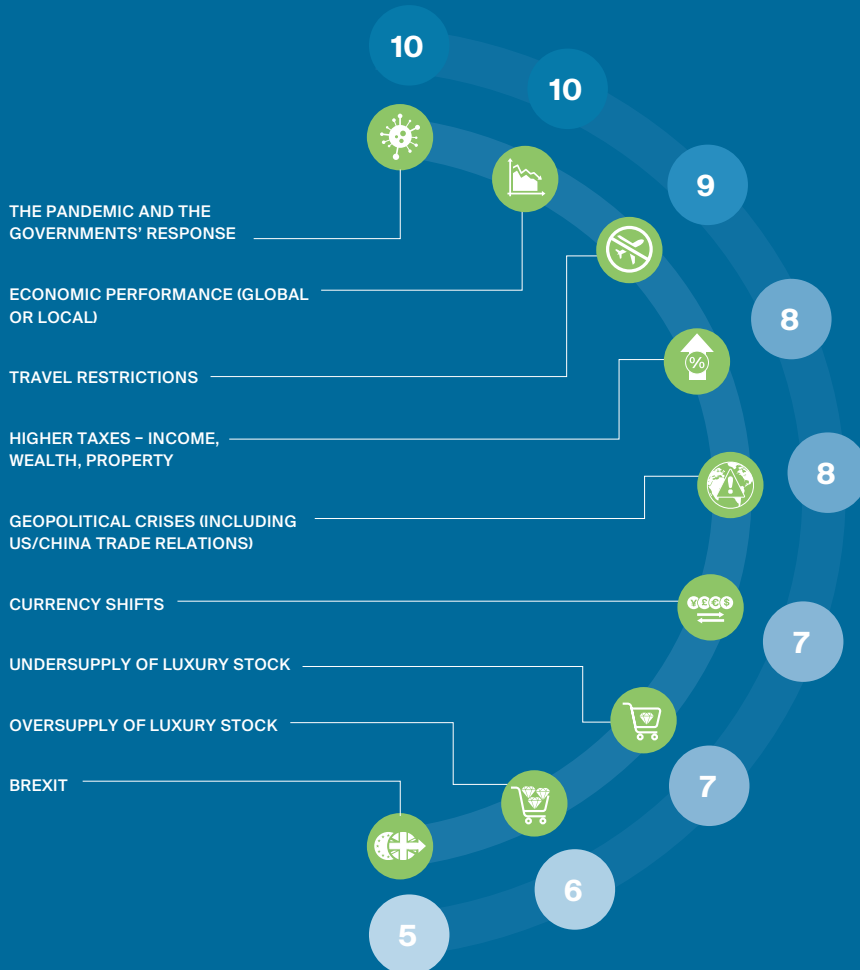 10
10
9
THE PANDEMIC AND THE
GOVERNMENTS' RESPONSE
ECONOMIC PERFORMANCE (GLOBAL
OR LOCAL)
8
TRAVEL RESTRICTIONS
%
HIGHER TAXES – INCOME,
WEALTH, PROPERTY
8
GEOPOLITICAL CRISES (INCLUDING
US/CHINA TRADE RELATIONS)
CURRENCY SHIFTS
7
UNDERSUPPLY OF LUXURY STOCK
OVERSUPPLY OF LUXURY STOCK
7
BREXIT
6
5